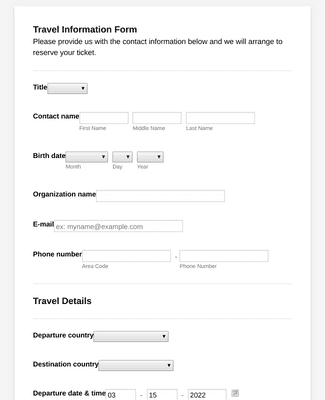 Travel Information Form
Please provide us with the contact information below and we will arrange to
reserve your ticket.
Title
Contact name
First Name Middle Name Last Name
Birth date
Month Day Year
Organization name
E-mail ex: myname@example.com
Phone number -
Area Code Phone Number
Travel Details
Departure country
Destination country
Departure date & time 03 - 15 - 2022